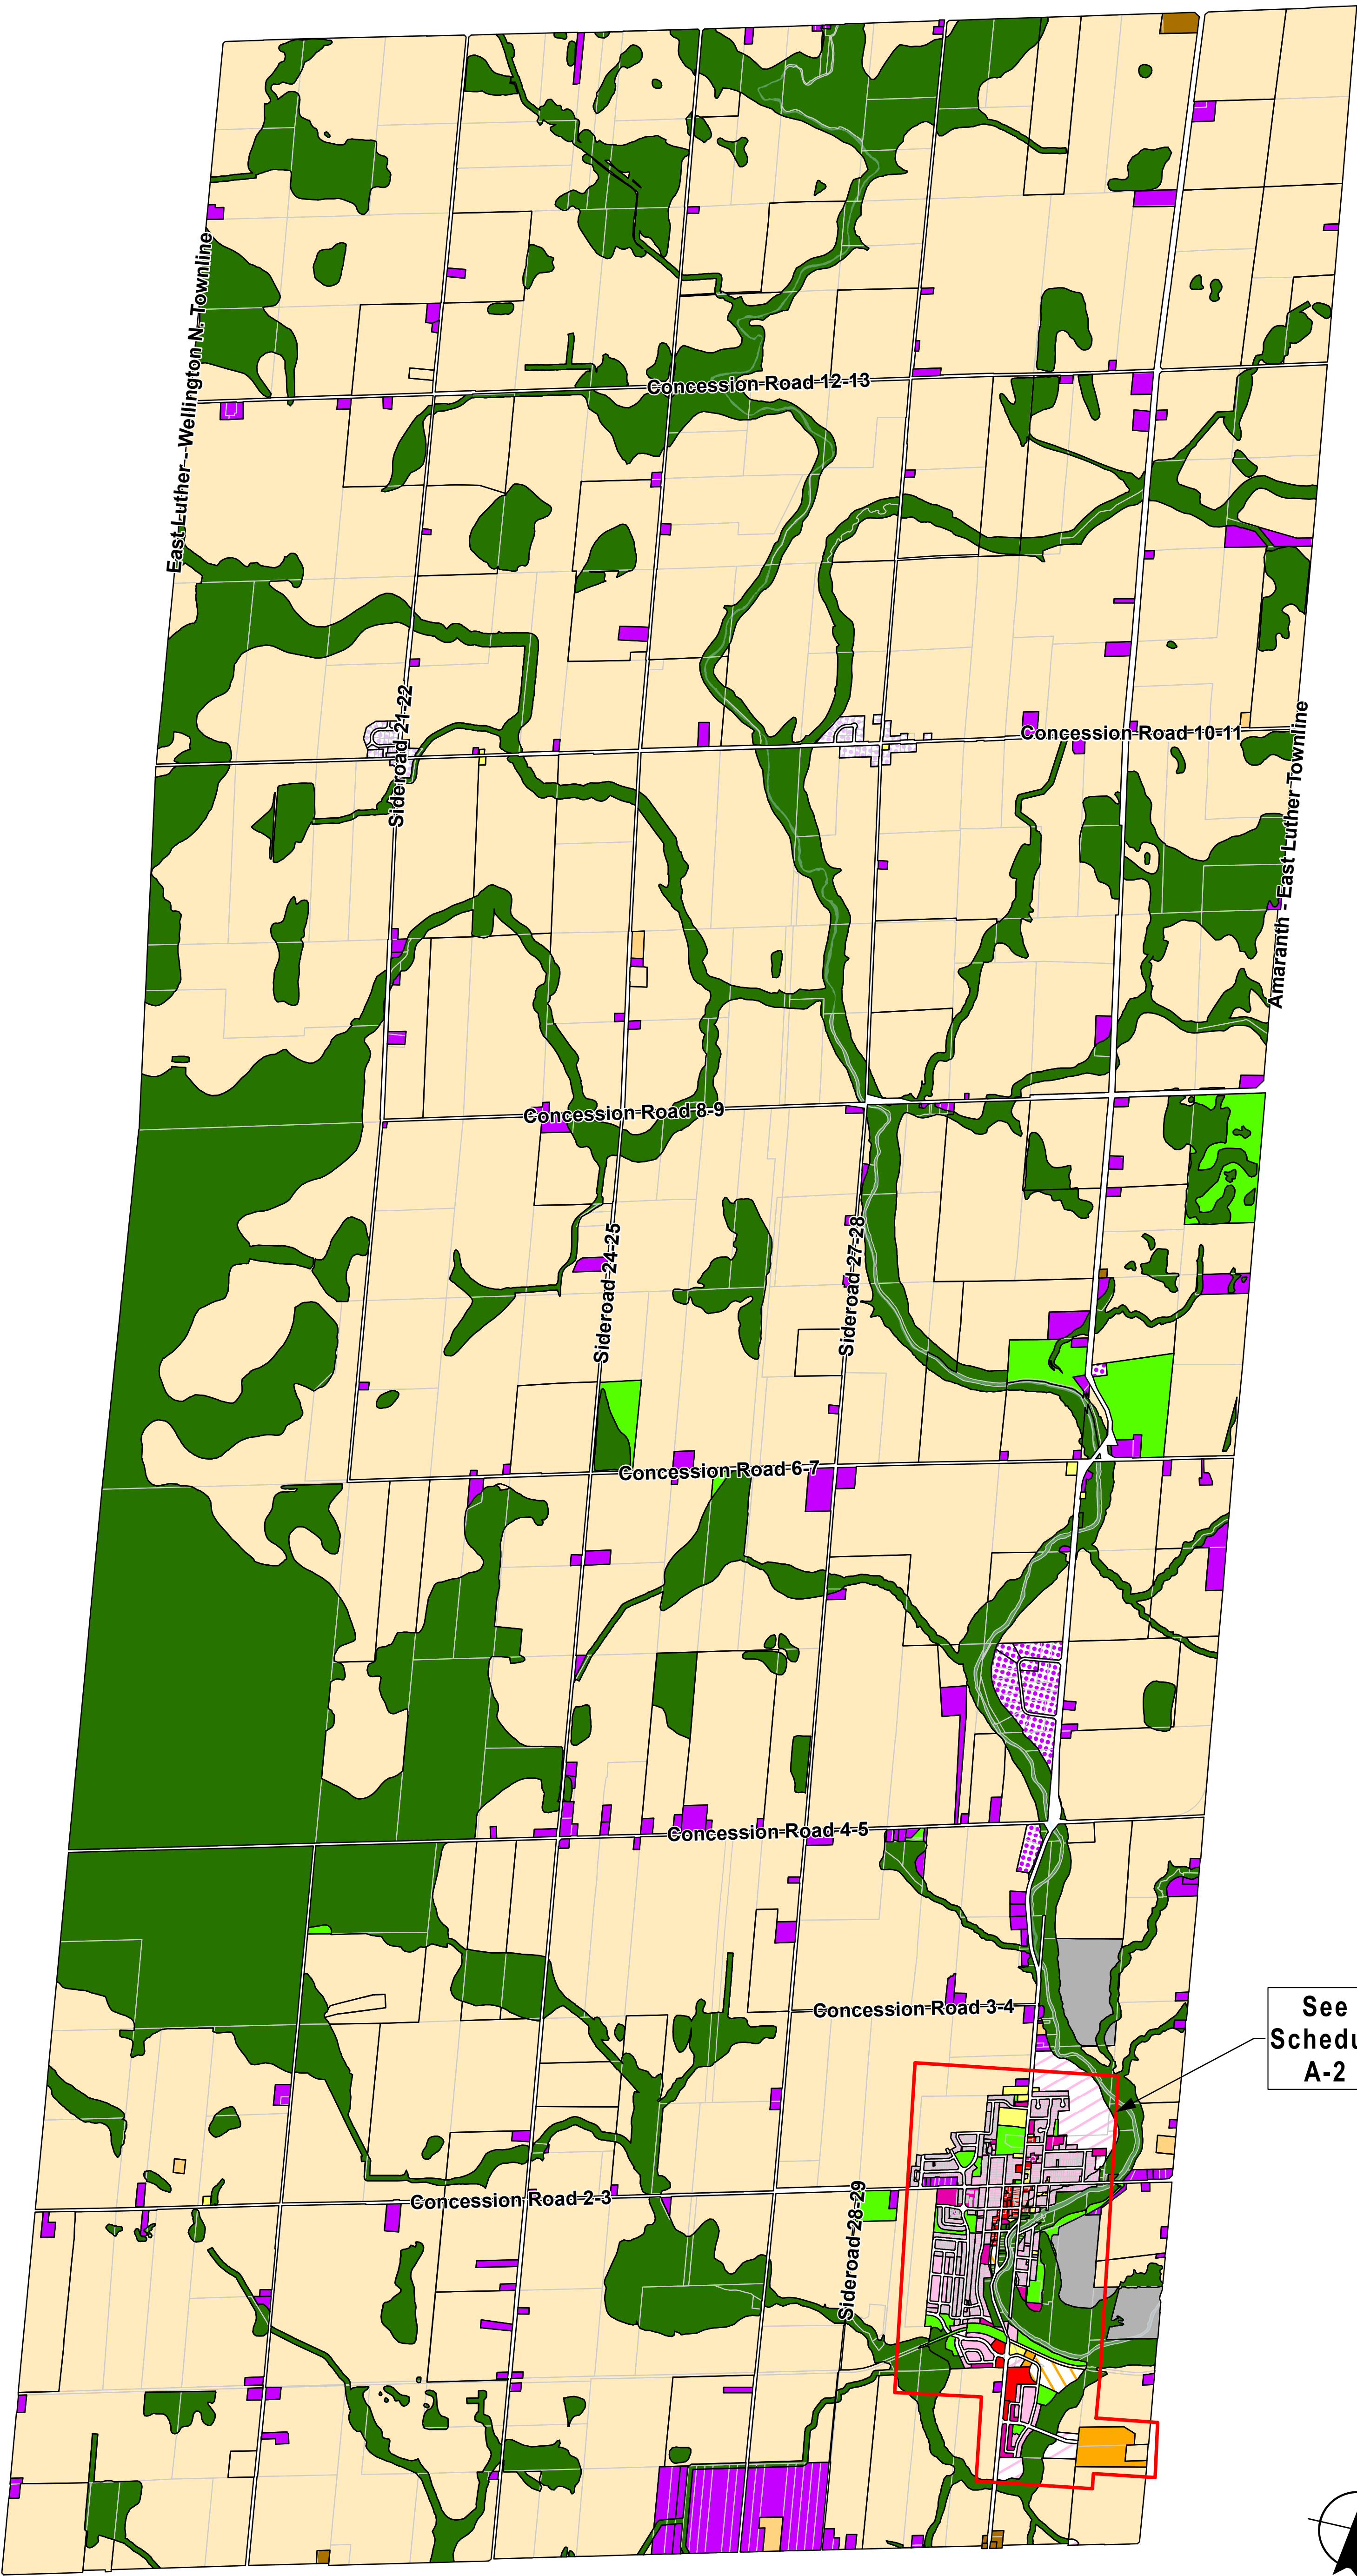 East Luther - Wellington N. Townline
Concession Road 12-13
Sideroad 21-22
Concession Road 10-11
Amaranth - East Luther Townline
Concession Road 8-9
Sideroad 24-25
Sideroad 27-28
Concession Road 6-7
Concession Road 4-5
Concession Road 3-4
See
Schedu
A-2
Concession Road 2-3
Sideroad 28-29